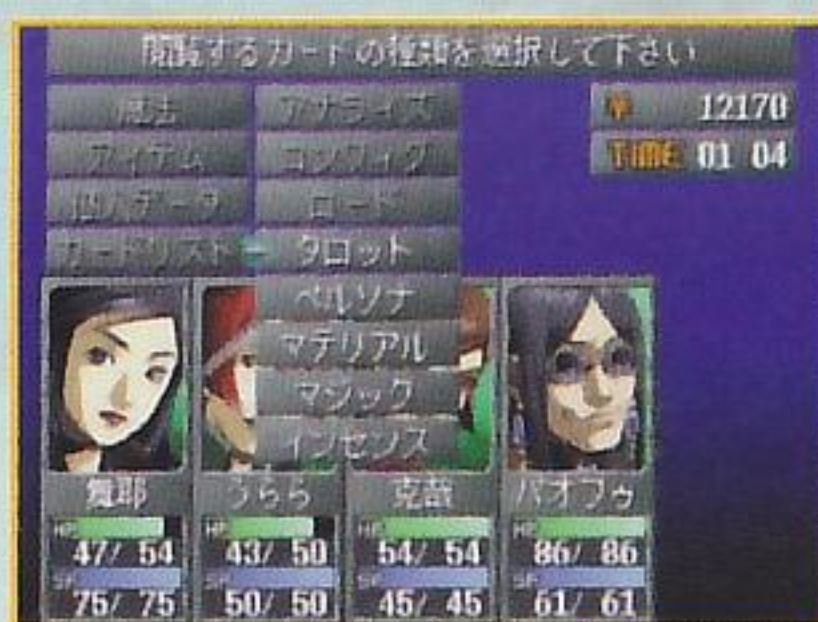 閲覧するカードの種類を選択して下さい
魔法 アナライズ ¥ 12170
アイテム コンフィグ TIME 01 04
個人データ ロード
カードリスト タロット
ペルソナ
マテリアル
マジック
インセンス
舞耶 うらら 克哉 パオフゥ
HP HP HP HP
47/ 54 43/ 50 54/ 54 86/ 86
SP SP SP SP
75/ 75 50/ 50 45/ 45 61/ 61